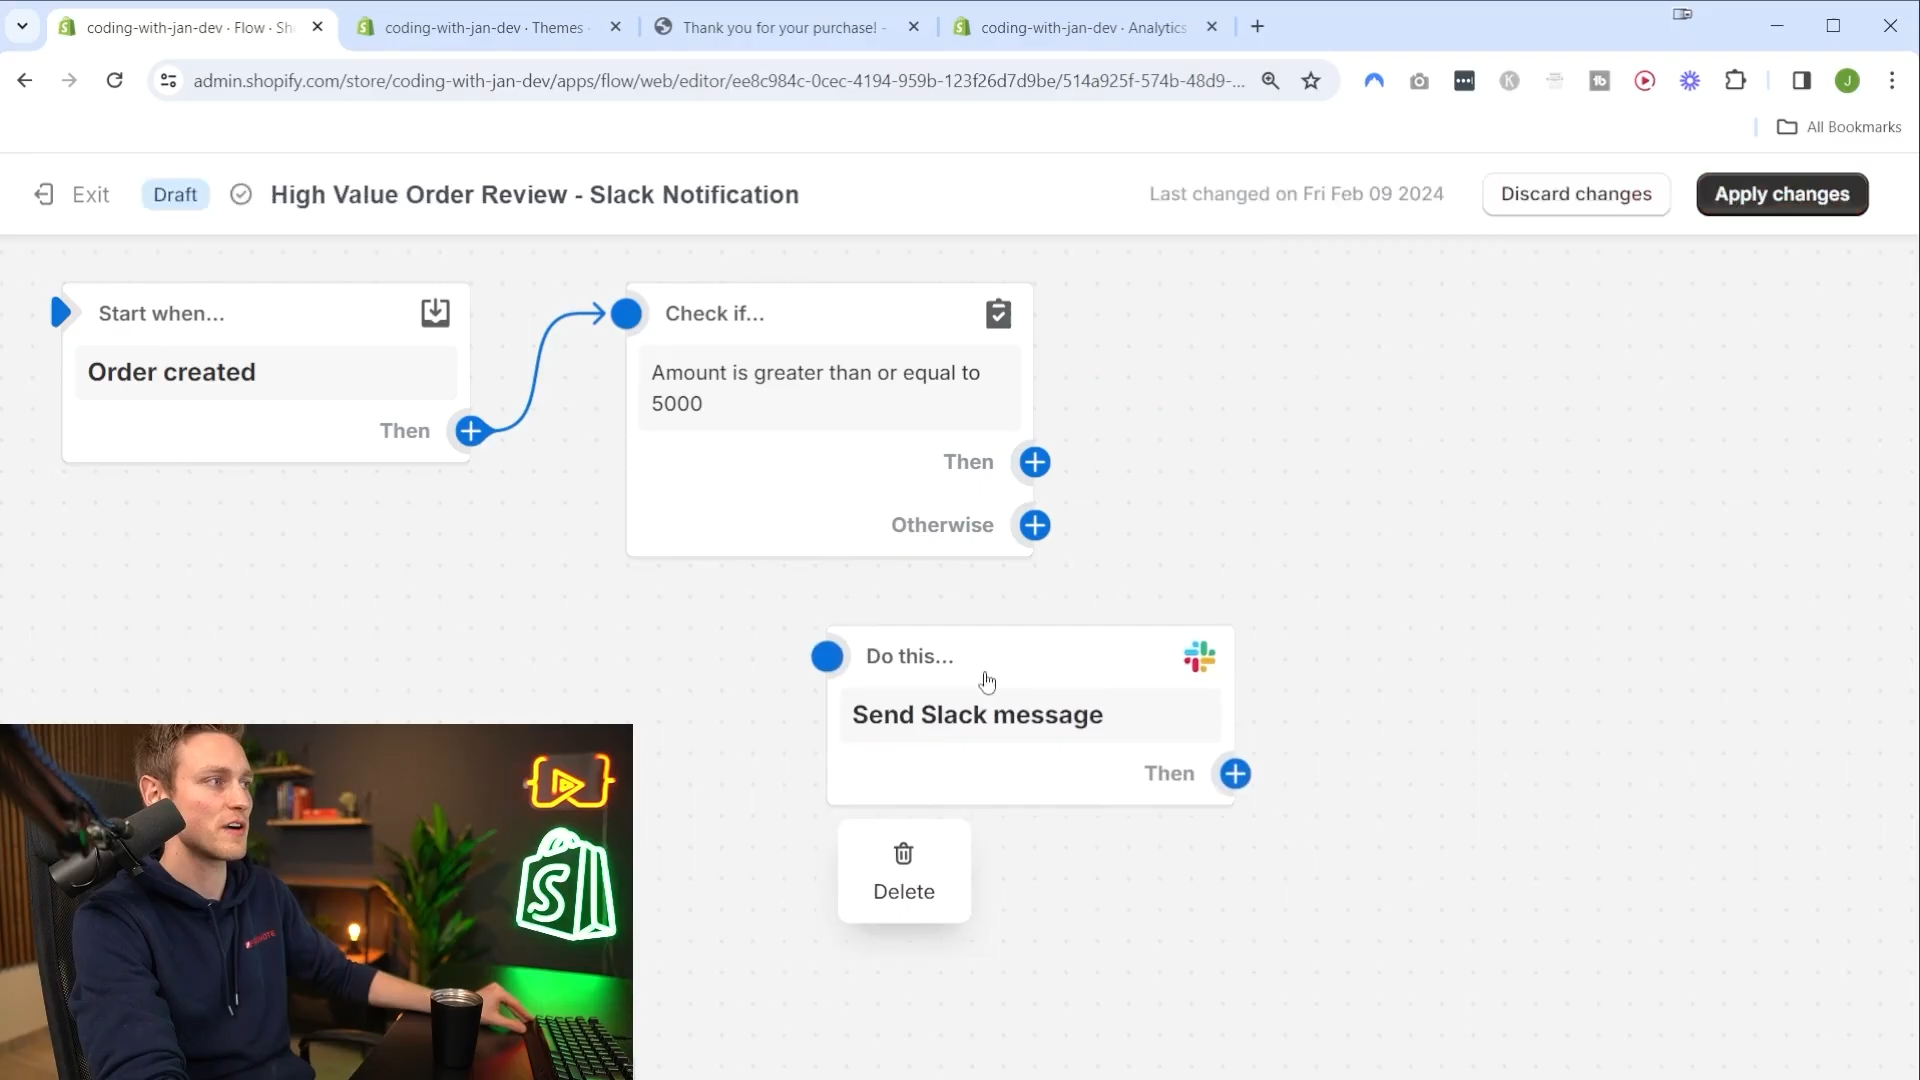 coding-with-jan-dev · Flow · Sh
coding-with-jan-dev · Themes ·
Thank you for your purchase! -
coding-with-jan-dev · Analytics
admin.shopify.com/store/coding-with-jan-dev/apps/flow/web/editor/ee8c984c-0cec-4194-959b-123f26d7d9be/514a925f-574b-48d9-...
K
tb
J
All Bookmarks
Exit
Draft
High Value Order Review - Slack Notification
Last changed on Fri Feb 09 2024
Discard changes
Apply changes
Start when...
Order created
Then
Check if...
Amount is greater than or equal to
5000
Then
Otherwise
Do this...
Send Slack message
Then
Delete
S